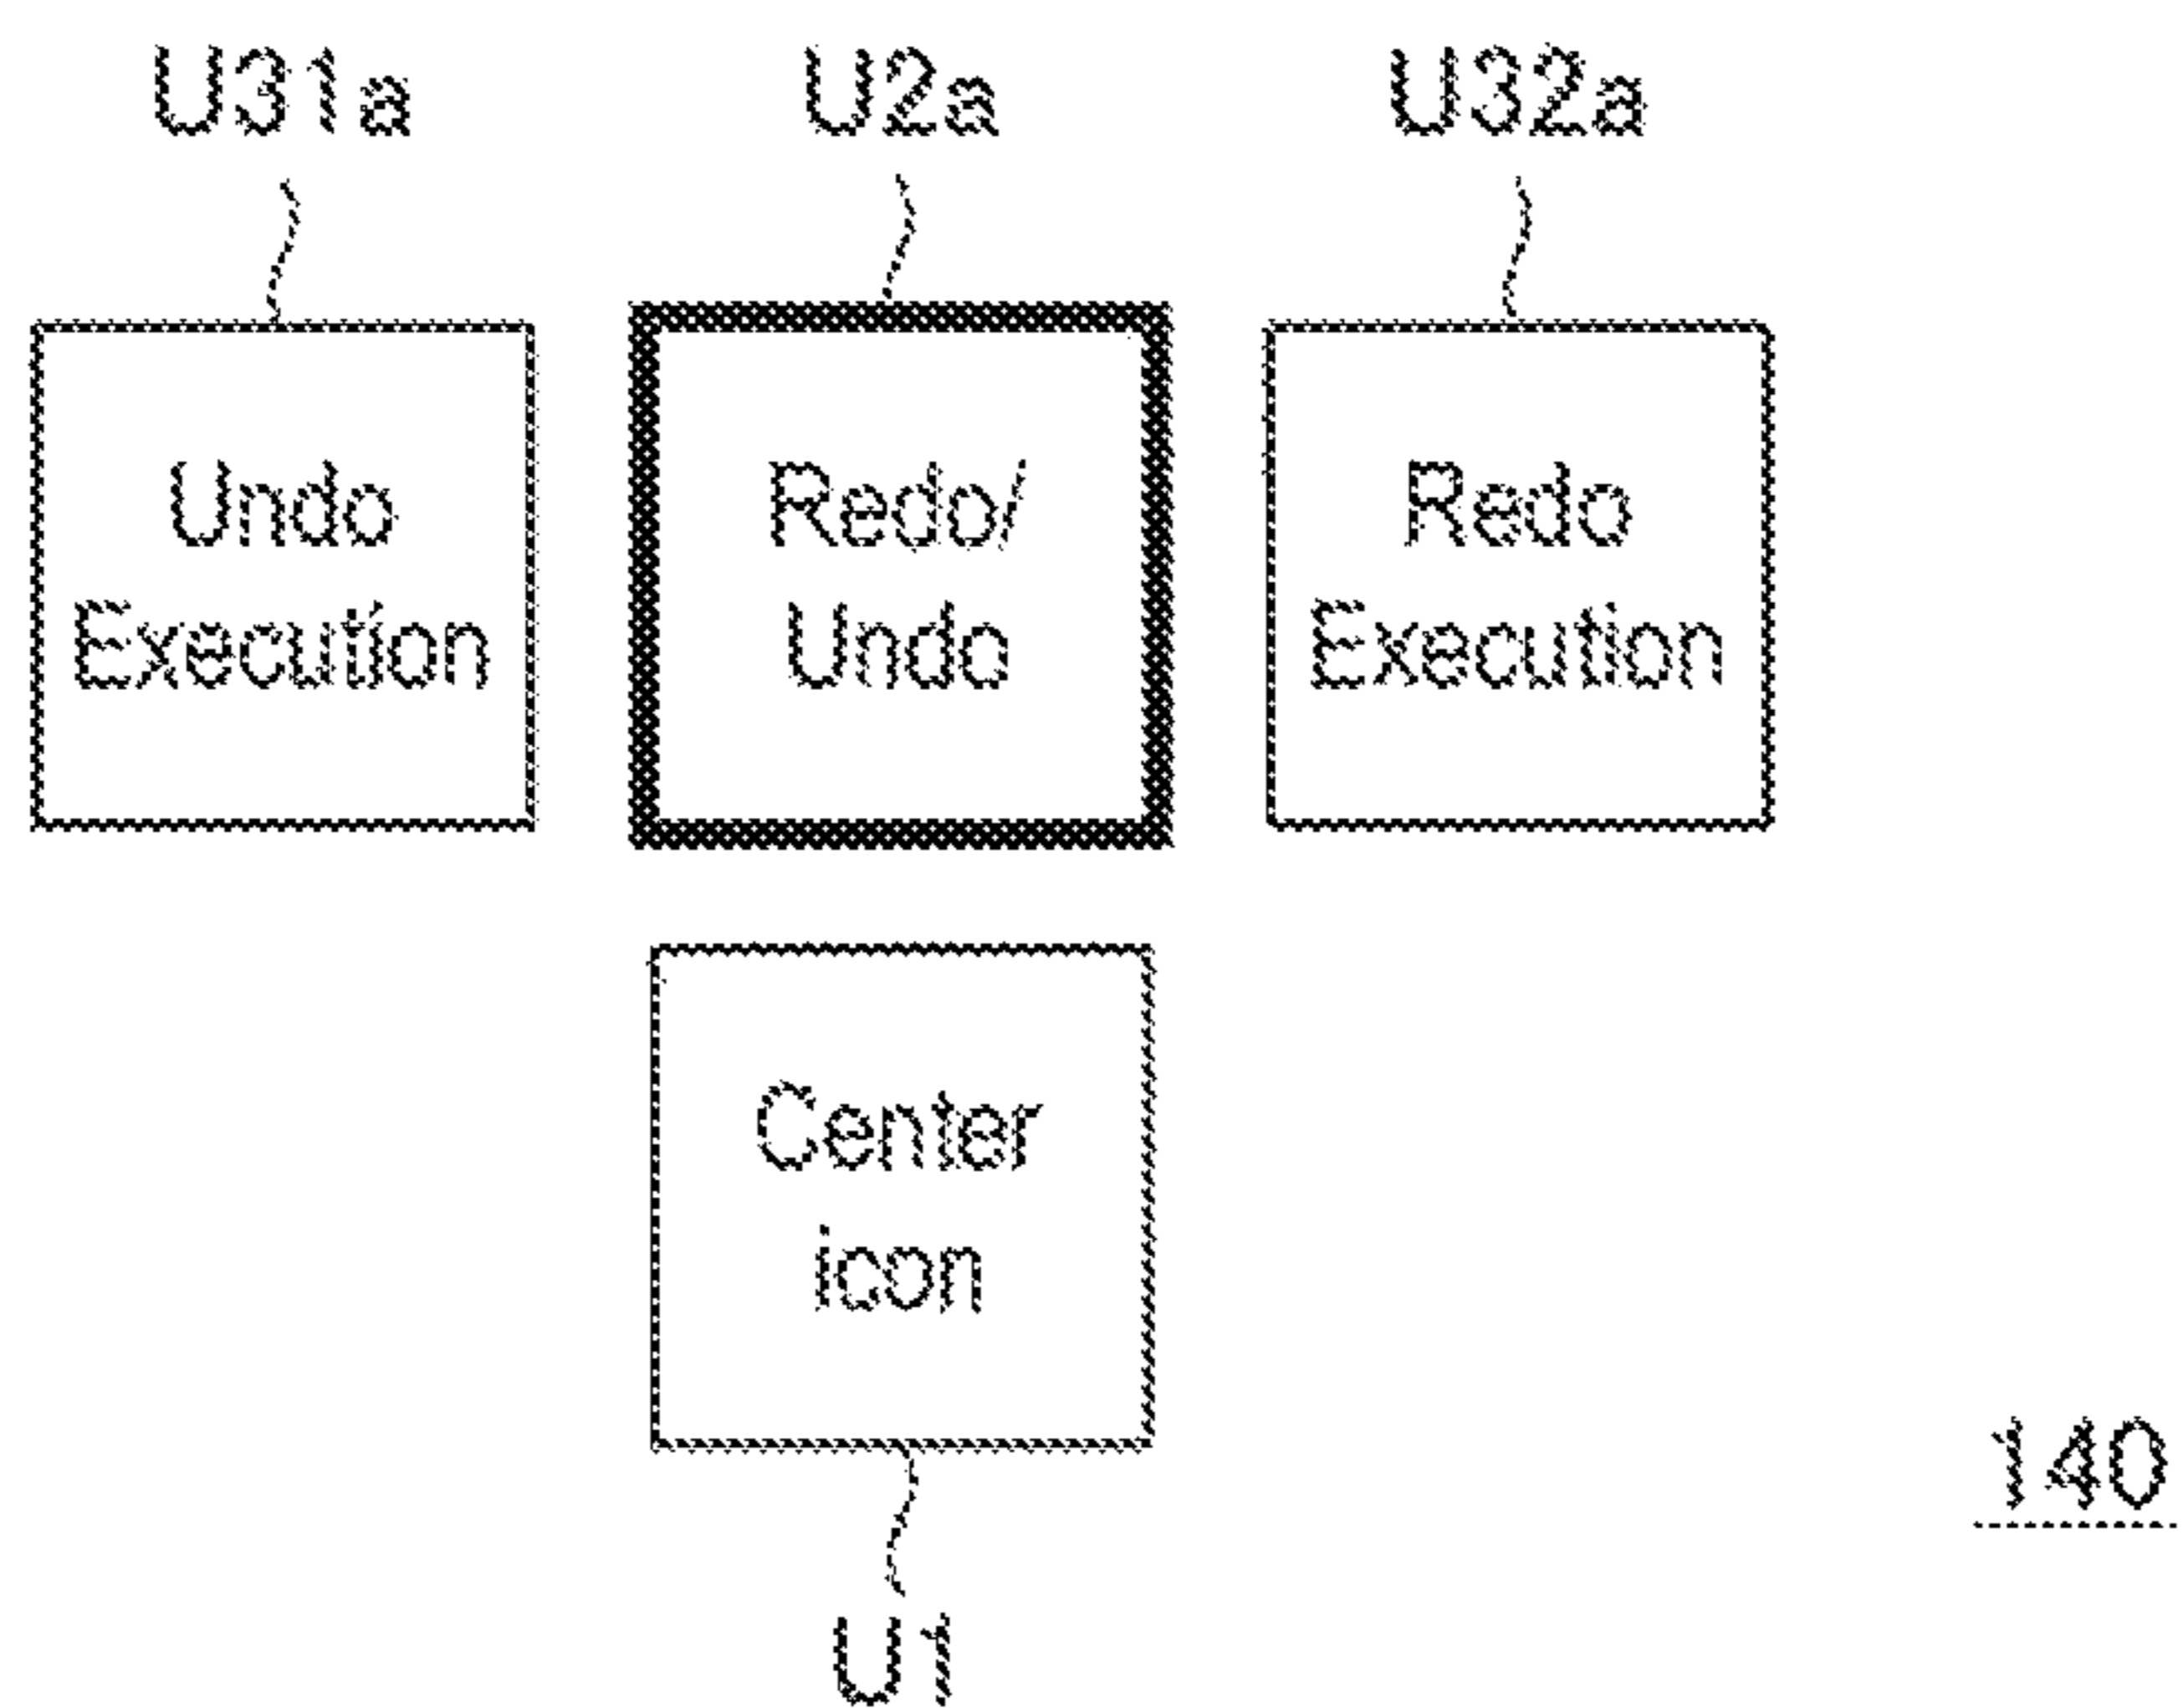 U31a U2a U32a
Undo
Execution
Redo/
Undo
Redo
Execution
Center
icon
140
U1